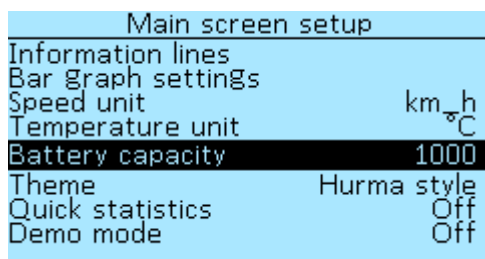 Main screen setup
Information lines
Bar graph settings
Speed unit km_h
Temperature unit °C
Battery capacity 1000
Theme Hurma style
Quick statistics Off
Demo mode Off